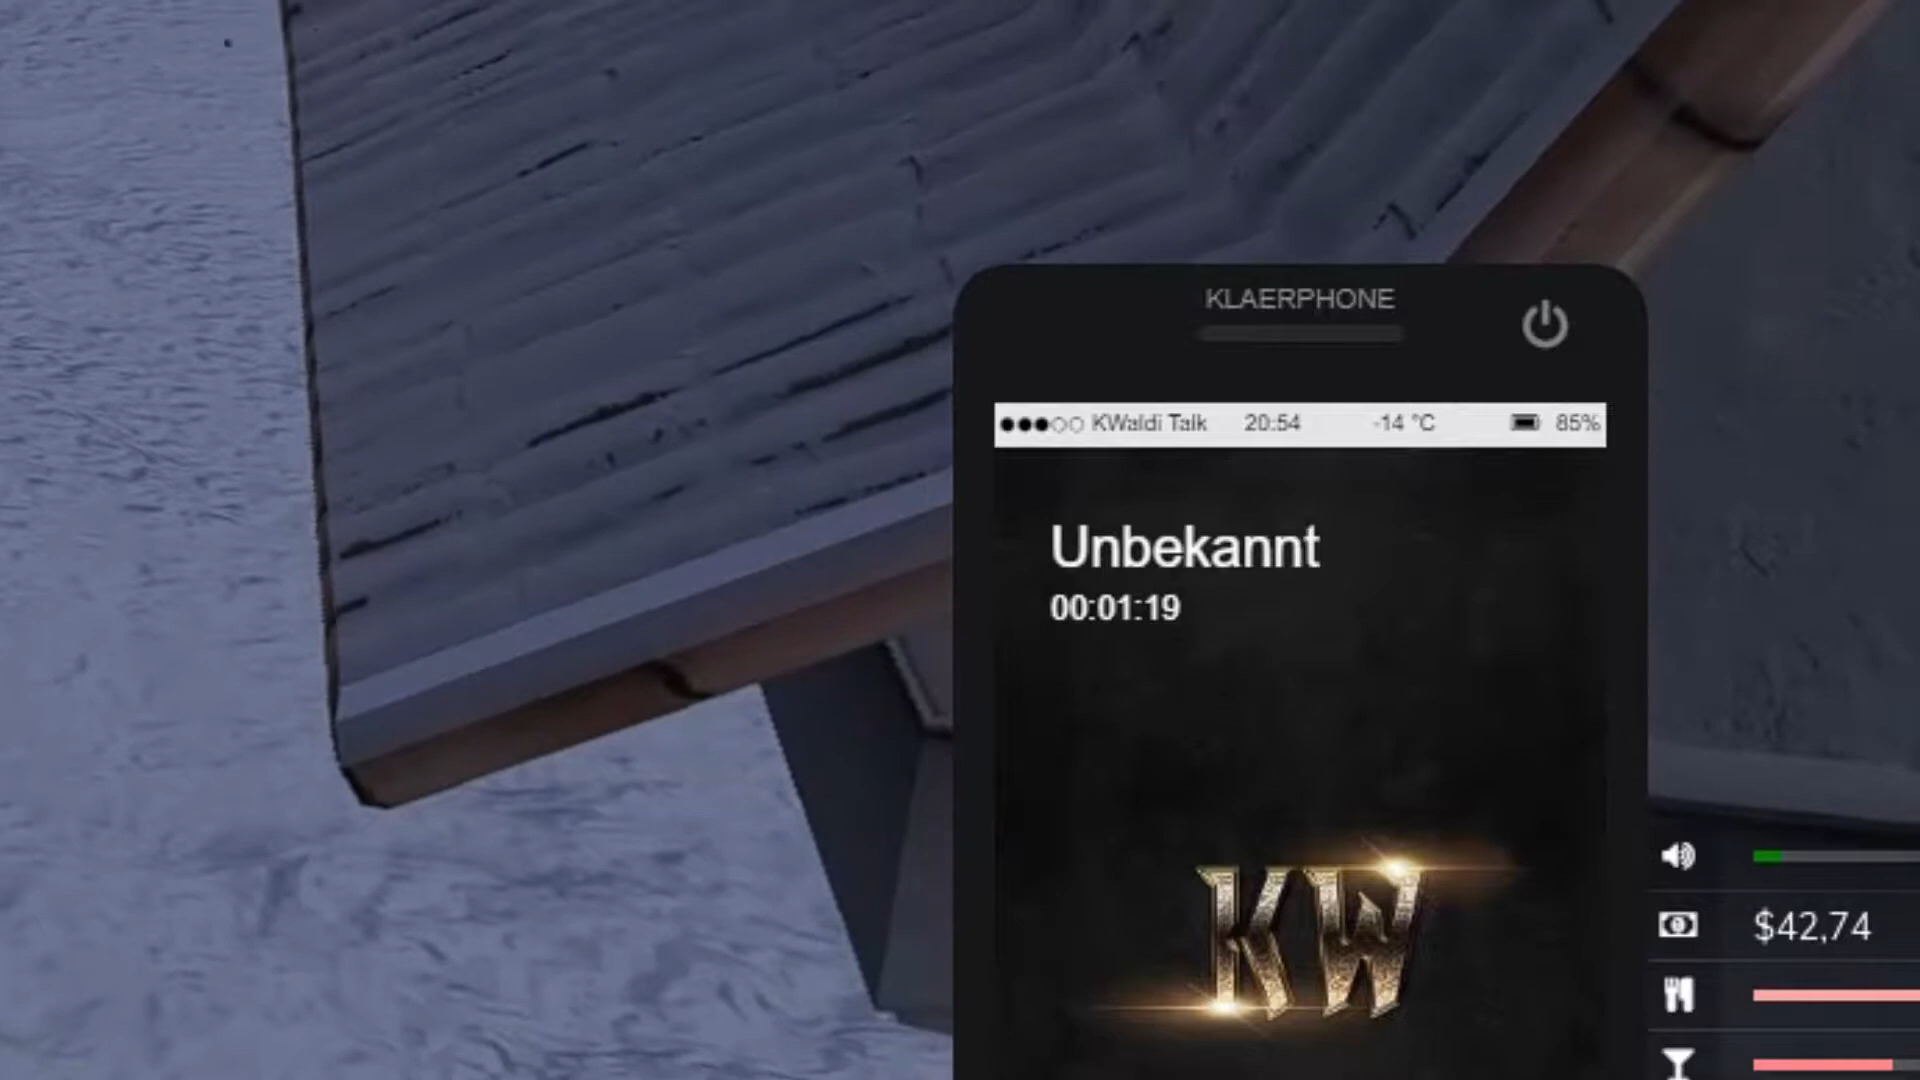 KLAERPHONE
KWaldi Talk 20:54 -14 °C 85%
Unbekannt
00:01:19
KW
$42,74